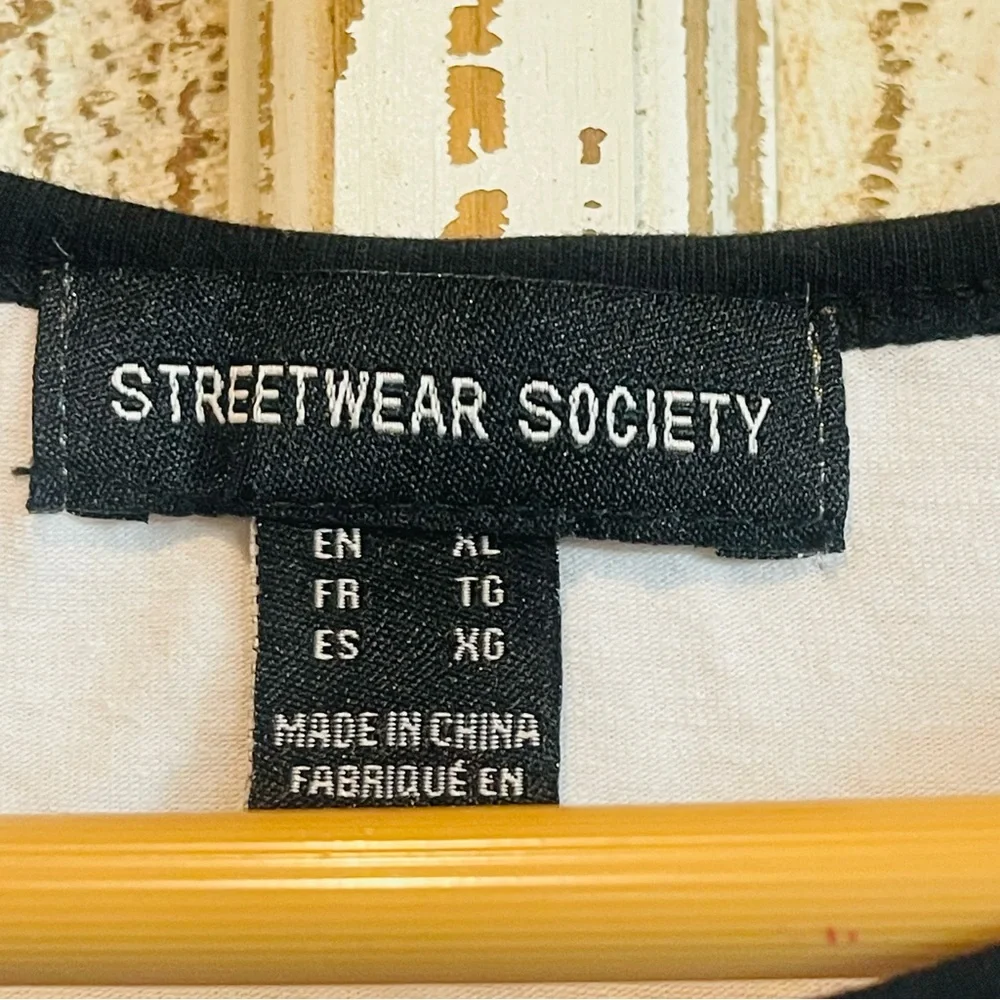 STREETWEAR SOCIETY
EN XL
FR TG
ES XG
MADE IN CHINA
FABRIQUÉ EN